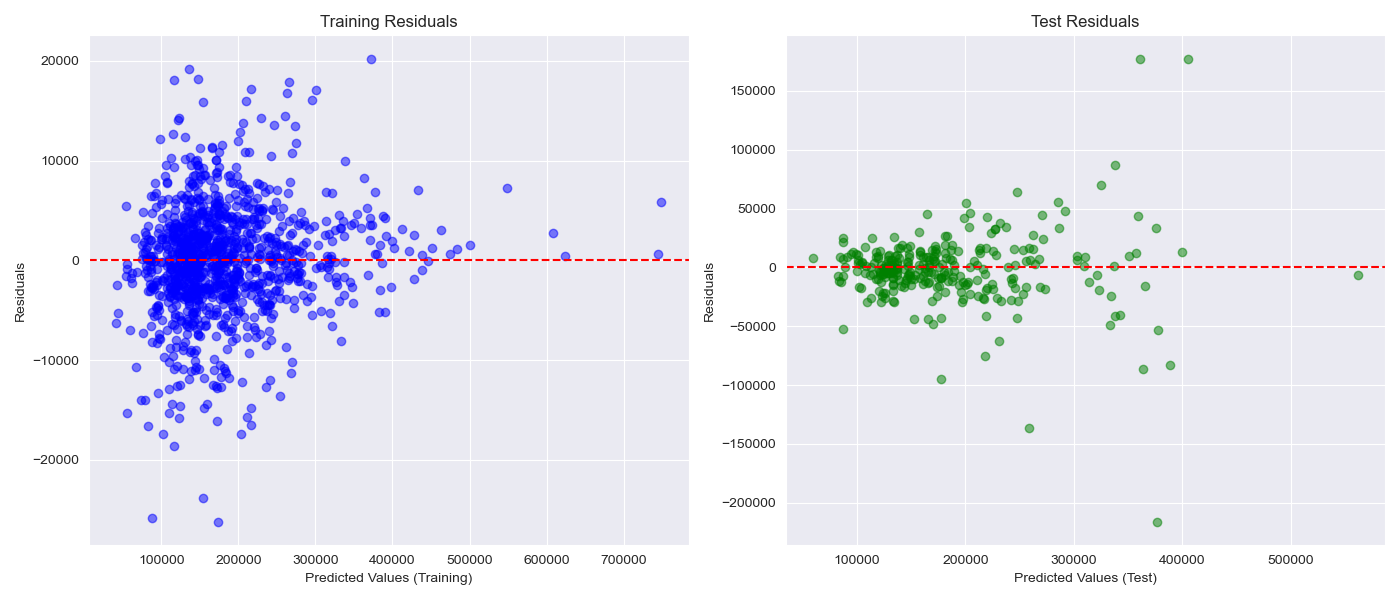 Training Residuals
20000
10000
0
−10000
−20000
Residuals
100000 200000 300000 400000 500000 600000 700000
Predicted Values (Training)
Test Residuals
150000
100000
50000
0
−50000
−100000
−150000
−200000
Residuals
100000 200000 300000 400000 500000
Predicted Values (Test)